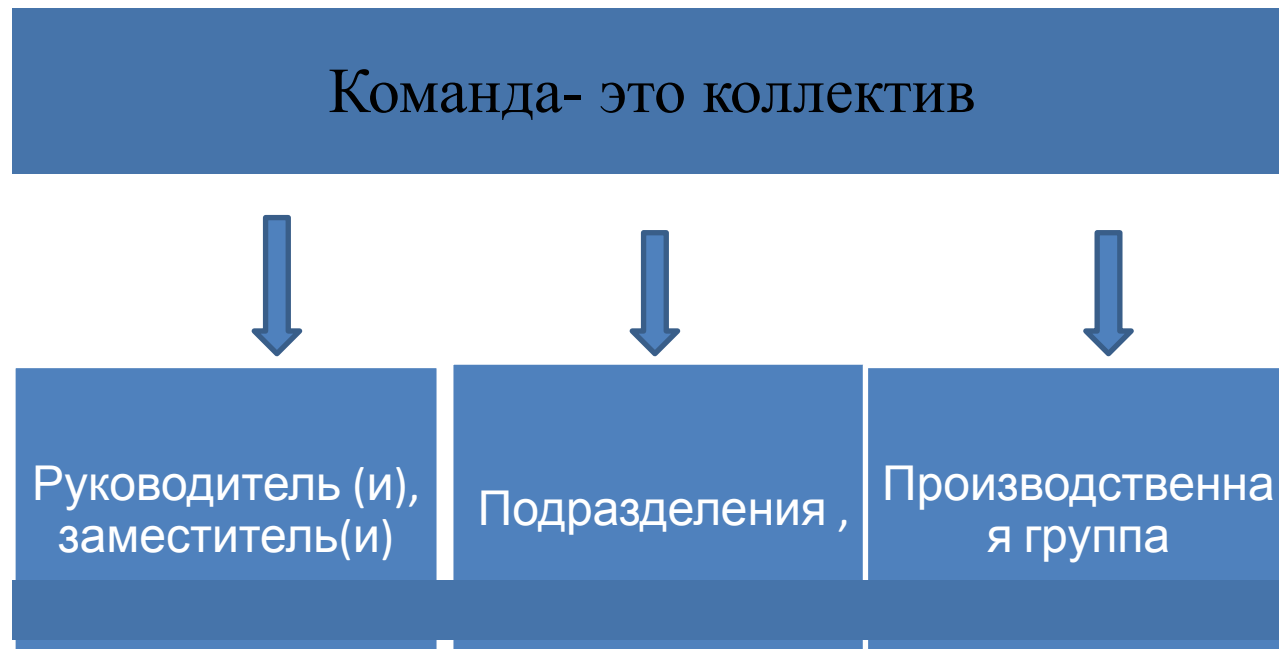 Команда- это коллектив
Руководитель (и),
заместитель(и)
Подразделения ,
Производственна
я группа